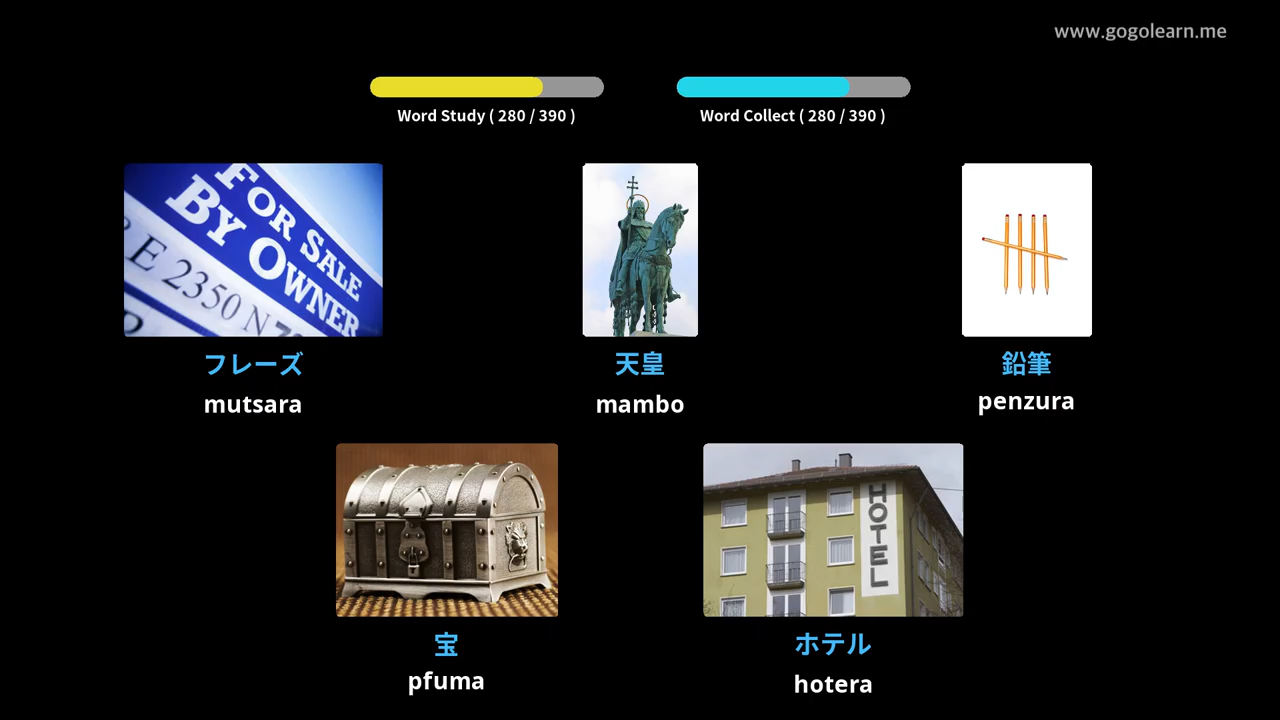 www.gogolearn.me
Word Study ( 280 / 390 )
Word Collect ( 280 / 390 )
FOR SALE
BY OWNER
E 2350 N
フレーズ
mutsara
天皇
mambo
鉛筆
penzura
HOTEL
宝
pfuma
ホテル
hotera